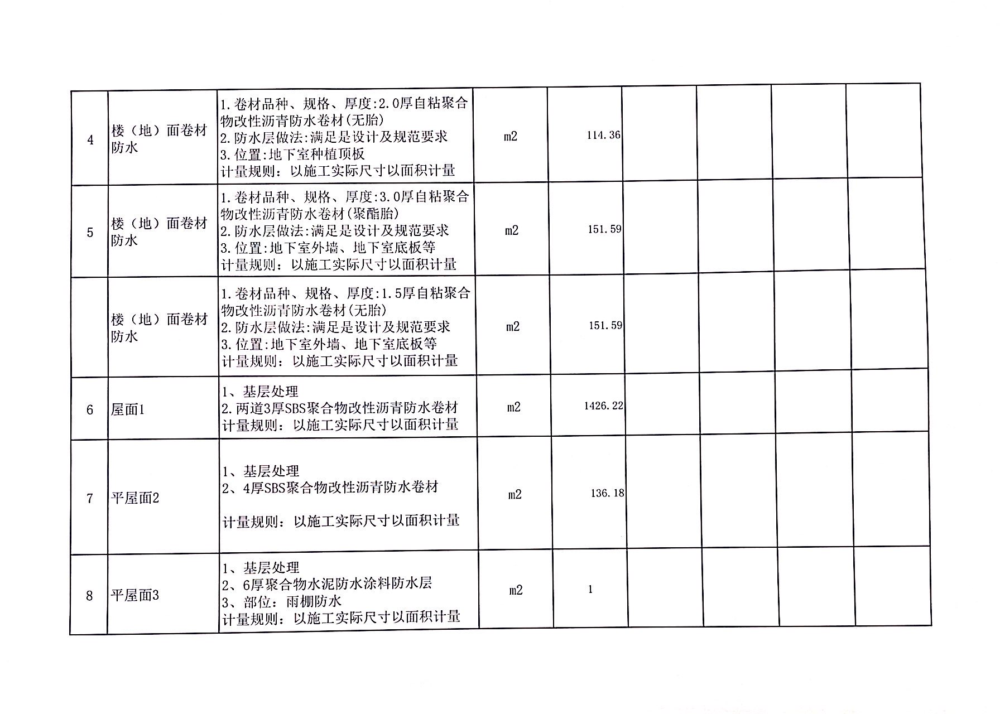 4
楼（地）面卷材
防水
1.卷材品种、规格、厚度:2.0厚自粘聚合
物改性沥青防水卷材(无胎)
2.防水层做法:满足是设计及规范要求
3.位置:地下室种植顶板
计量规则：以施工实际尺寸以面积计量
m2
114.36
5
楼（地）面卷材
防水
1.卷材品种、规格、厚度:3.0厚自粘聚合
物改性沥青防水卷材(聚酯胎)
2.防水层做法:满足是设计及规范要求
3.位置:地下室外墙、地下室底板等
计量规则：以施工实际尺寸以面积计量
m2
151.59
楼（地）面卷材
防水
1.卷材品种、规格、厚度:1.5厚自粘聚合
物改性沥青防水卷材(无胎)
2.防水层做法:满足是设计及规范要求
3.位置:地下室外墙、地下室底板等
计量规则：以施工实际尺寸以面积计量
m2
151.59
6
屋面1
1、基层处理
2.两道3厚SBS聚合物改性沥青防水卷材
计量规则：以施工实际尺寸以面积计量
m2
1426.22
7
平屋面2
1、基层处理
2、4厚SBS聚合物改性沥青防水卷材
计量规则：以施工实际尺寸以面积计量
m2
136.18
8
平屋面3
1、基层处理
2、6厚聚合物水泥防水涂料防水层
3、部位：雨棚防水
计量规则：以施工实际尺寸以面积计量
m2
1